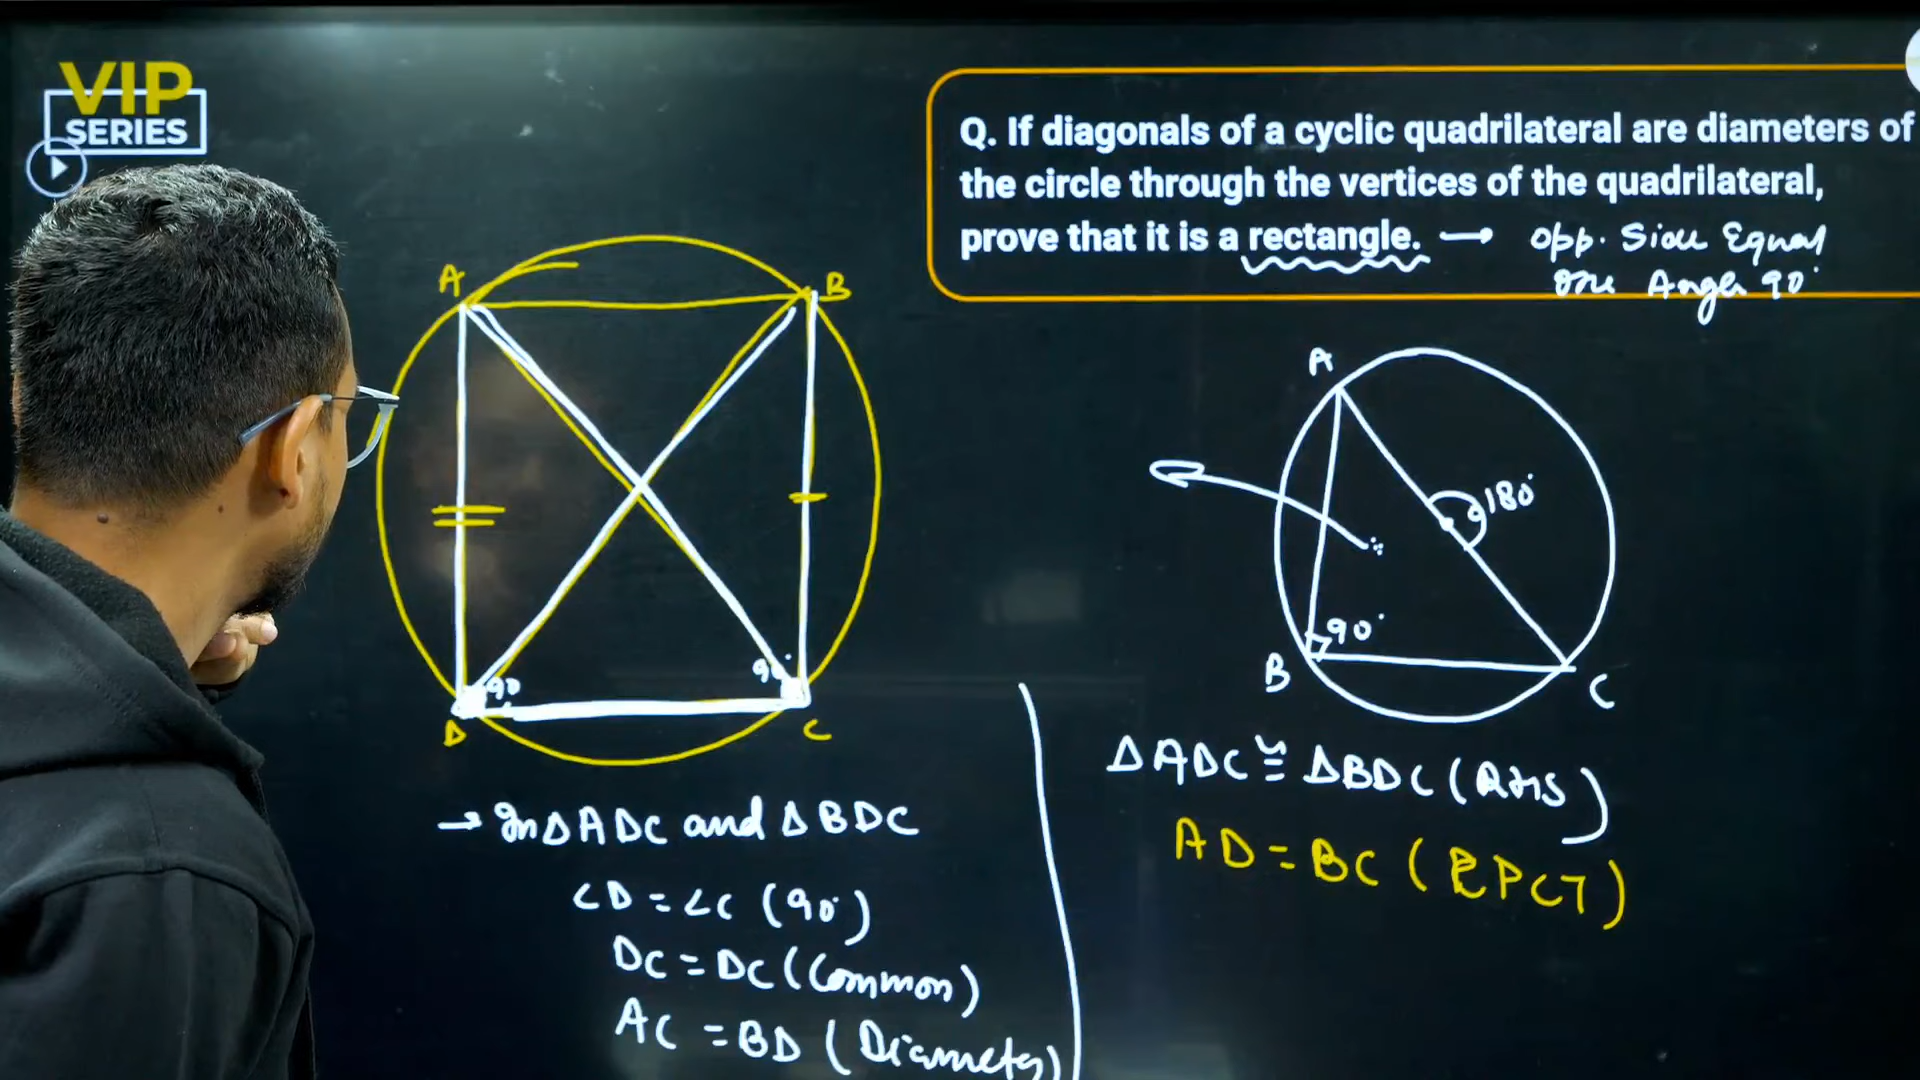 VIP
SERIES
Q. If diagonals of a cyclic quadrilateral are diameters of
the circle through the vertices of the quadrilateral,
prove that it is a rectangle. → Opp. Side Equal
One Angle 90°
A
B
90
90°
D
C
A
180°
90°
B
C
→ In ΔADC and ΔBDC
∠D = ∠C (90°)
DC = DC (Common)
AC = BD (Diameter)
ΔADC ≅ ΔBDC (RHS)
AD = BC (CPCT)